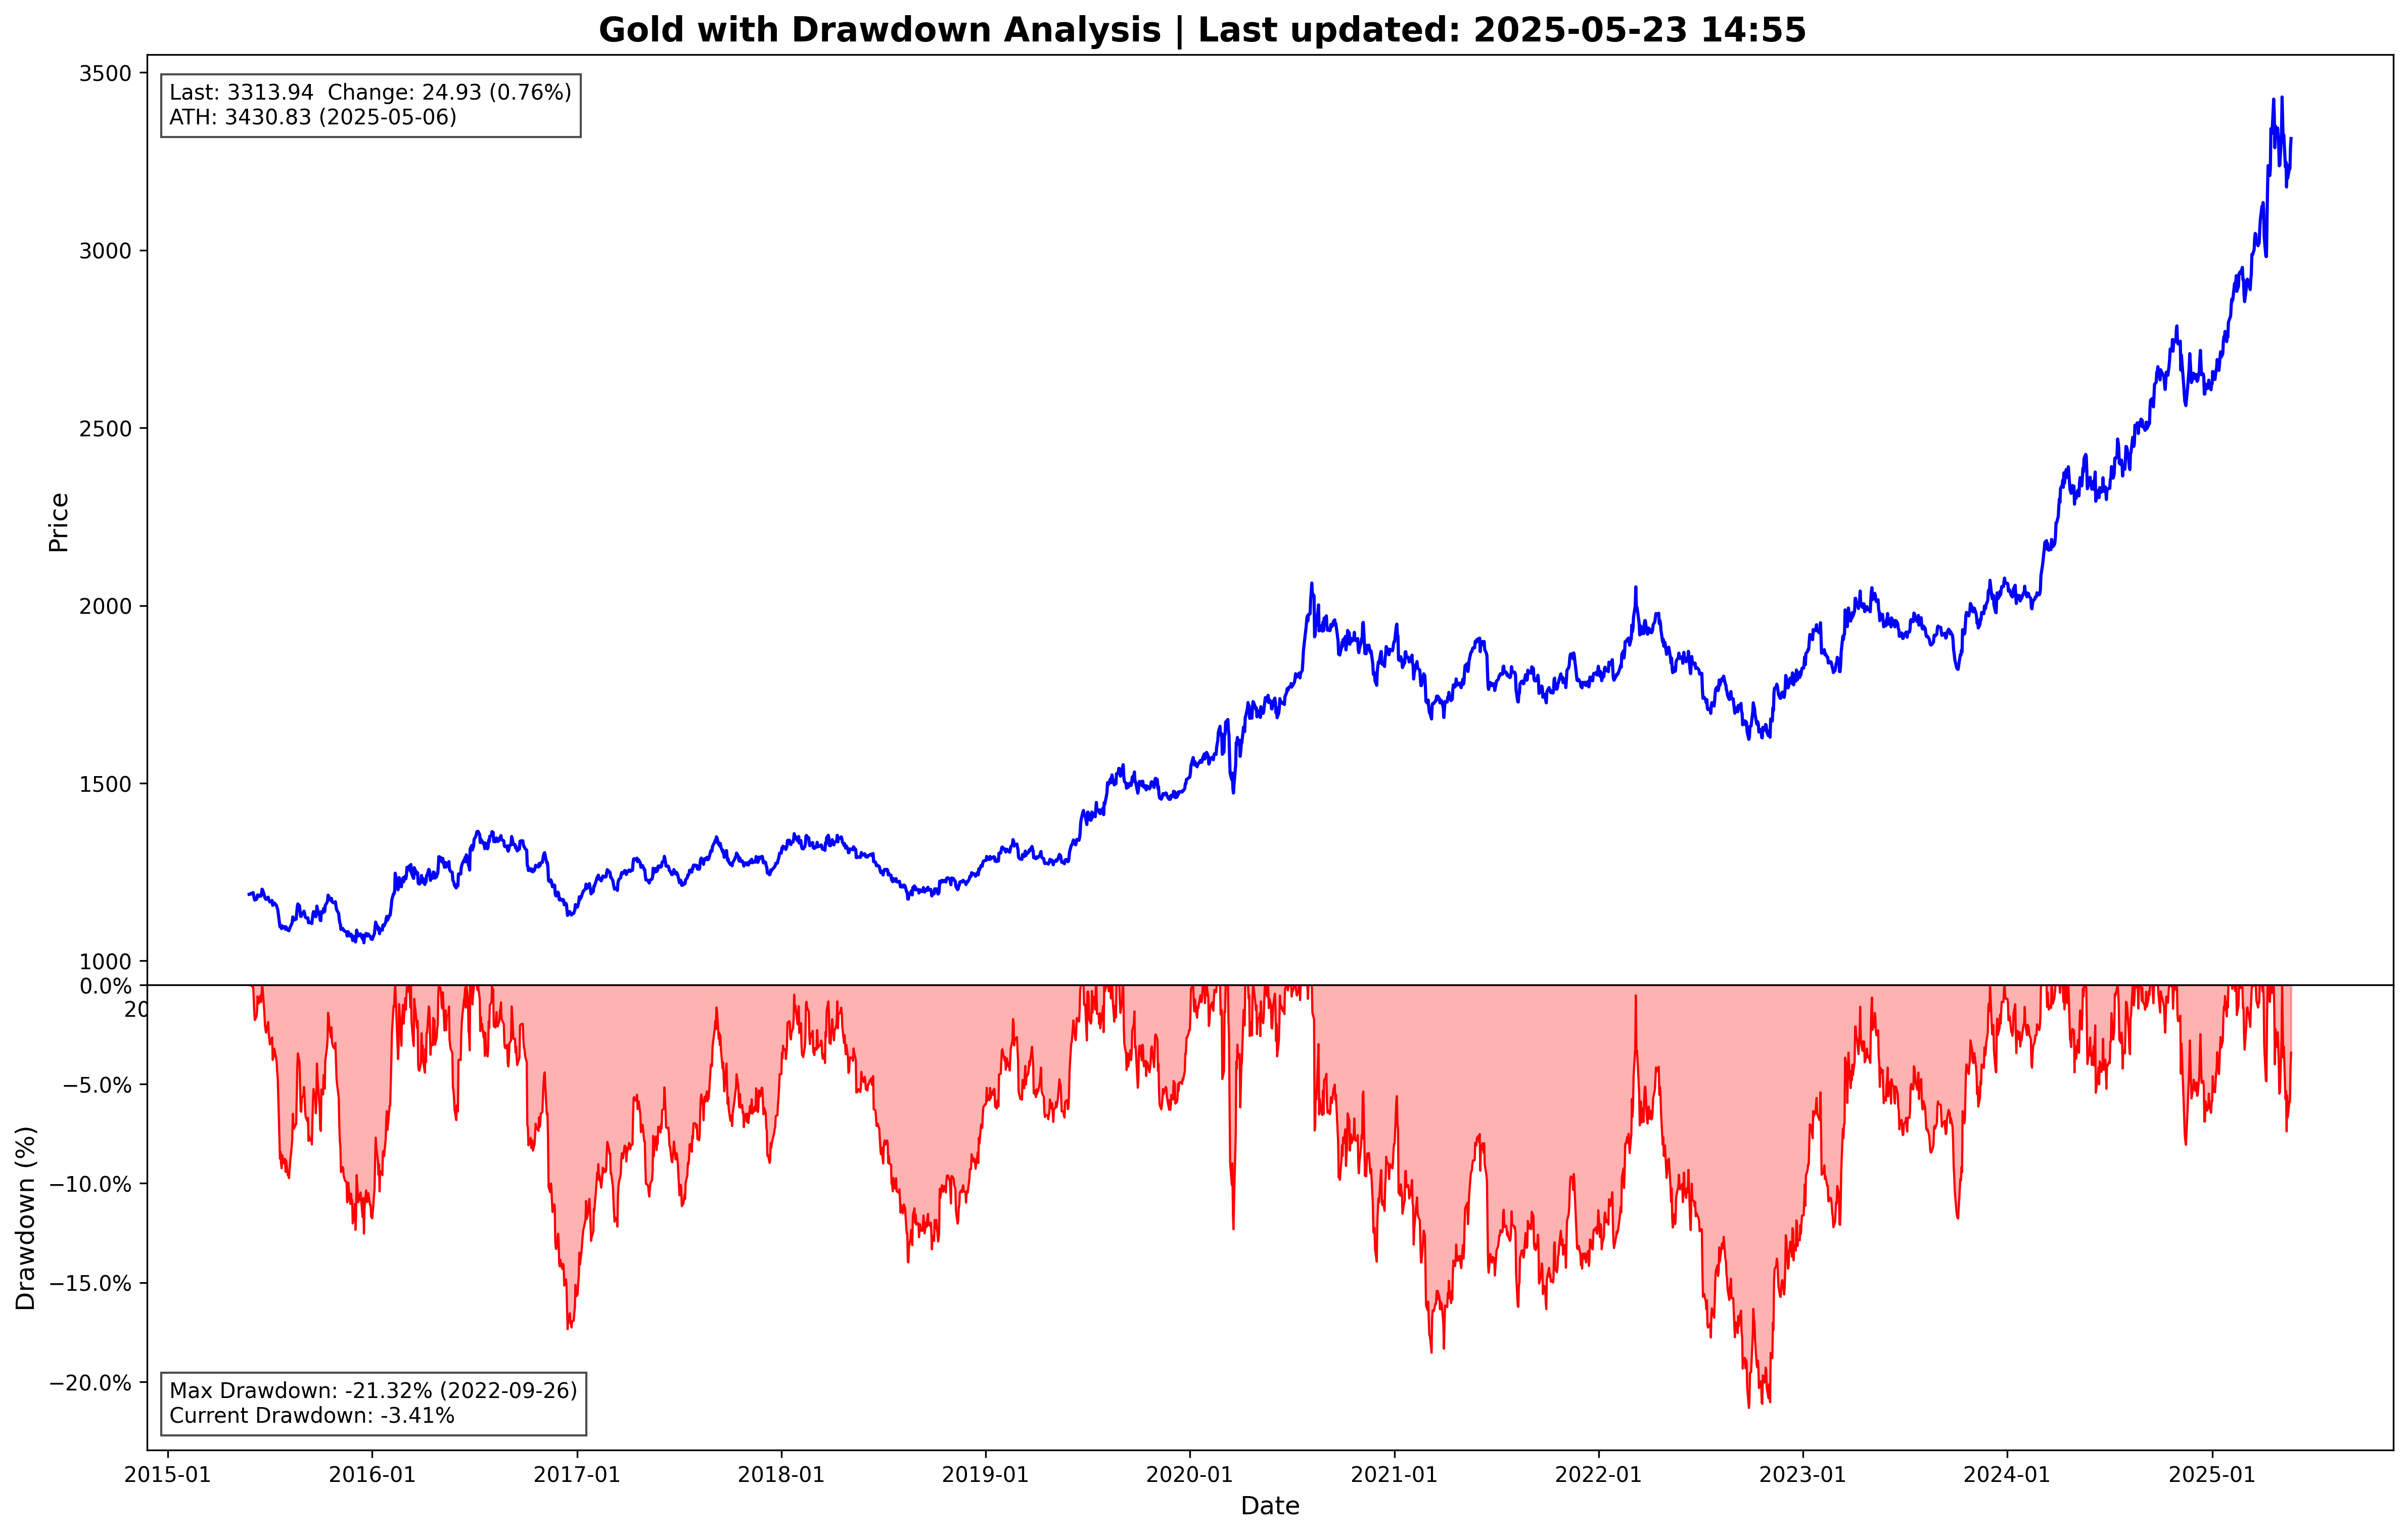 Gold with Drawdown Analysis | Last updated: 2025-05-23 14:55
Last: 3313.94  Change: 24.93 (0.76%)
ATH: 3430.83 (2025-05-06)
3500
3000
2500
2000
1500
1000
Price
0.0%
20
−5.0%
−10.0%
−15.0%
−20.0%
Drawdown (%)
Max Drawdown: -21.32% (2022-09-26)
Current Drawdown: -3.41%
2015-01 2016-01 2017-01 2018-01 2019-01 2020-01 2021-01 2022-01 2023-01 2024-01 2025-01
Date